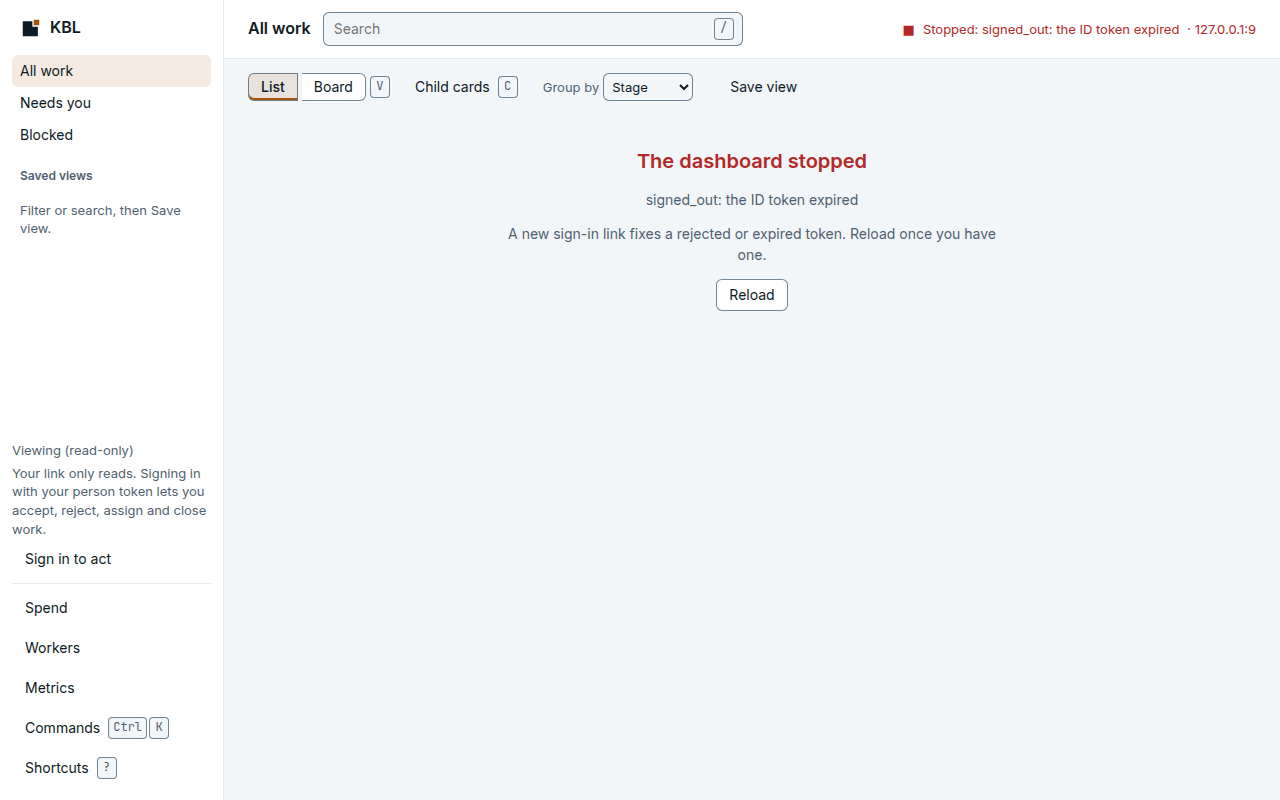 KBL
All work
Needs you
Blocked
Saved views
Filter or search, then Save
view.
Viewing (read-only)
Your link only reads. Signing in
with your person token lets you
accept, reject, assign and close
work.
Sign in to act
Spend
Workers
Metrics
Commands Ctrl K
Shortcuts ?
All work Search / Stopped: signed_out: the ID token expired · 127.0.0.1:9
List Board V Child cards C Group by Stage Save view
The dashboard stopped
signed_out: the ID token expired
A new sign-in link fixes a rejected or expired token. Reload once you have
one.
Reload